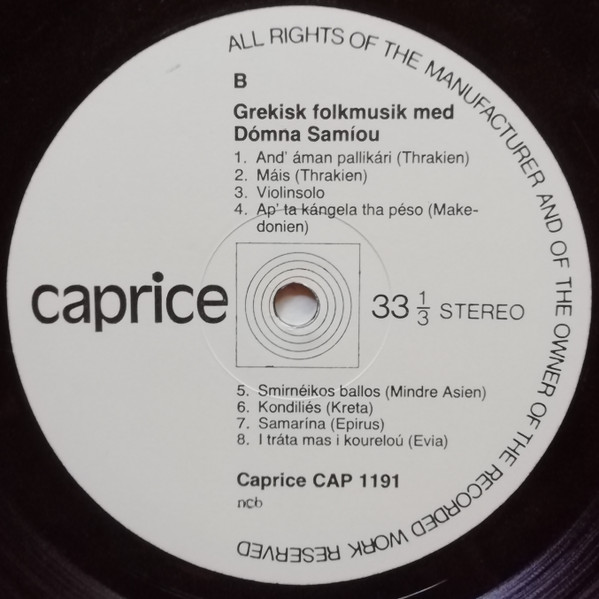 ALL RIGHTS OF THE MANUFACTURER AND OF THE OWNER OF THE RECORDED WORK RESERVED
B
Grekisk folkmusik med
Dómna Samíou
1. And' áman pallikári (Thrakien)
2. Máis (Thrakien)
3. Violinsolo
4. Ap' ta kángela tha péso (Make-
donien)
caprice
33 1/3 STEREO
5. Smirnéikos ballos (Mindre Asien)
6. Kondiliés (Kreta)
7. Samarína (Epirus)
8. I tráta mas i koureloú (Evia)
Caprice CAP 1191
ncb